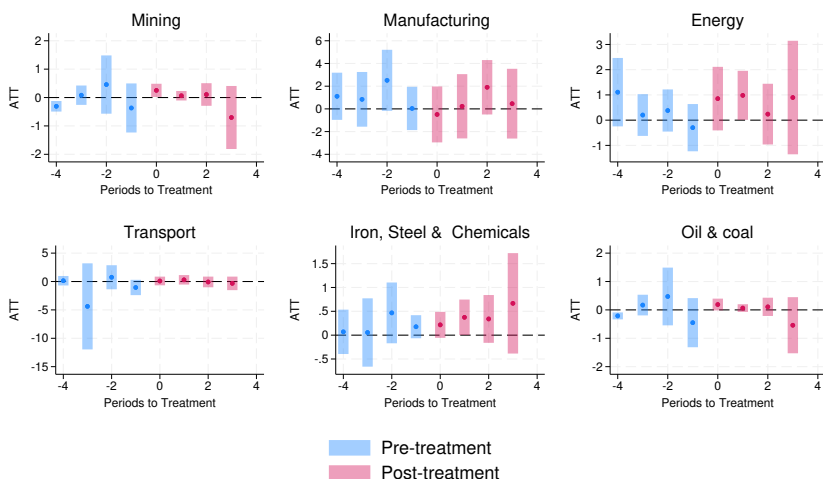 Mining
ATT
2
1
0
-1
-2
-4 -2 0 2 4
Periods to Treatment
Manufacturing
ATT
6
4
2
0
-2
-4
-4 -2 0 2 4
Periods to Treatment
Energy
ATT
3
2
1
0
-1
-4 -2 0 2 4
Periods to Treatment
Transport
ATT
5
0
-5
-10
-15
-4 -2 0 2 4
Periods to Treatment
Iron, Steel & Chemicals
ATT
1.5
1
.5
0
-.5
-4 -2 0 2 4
Periods to Treatment
Oil & coal
ATT
2
1
0
-1
-2
-4 -2 0 2 4
Periods to Treatment
Pre-treatment
Post-treatment